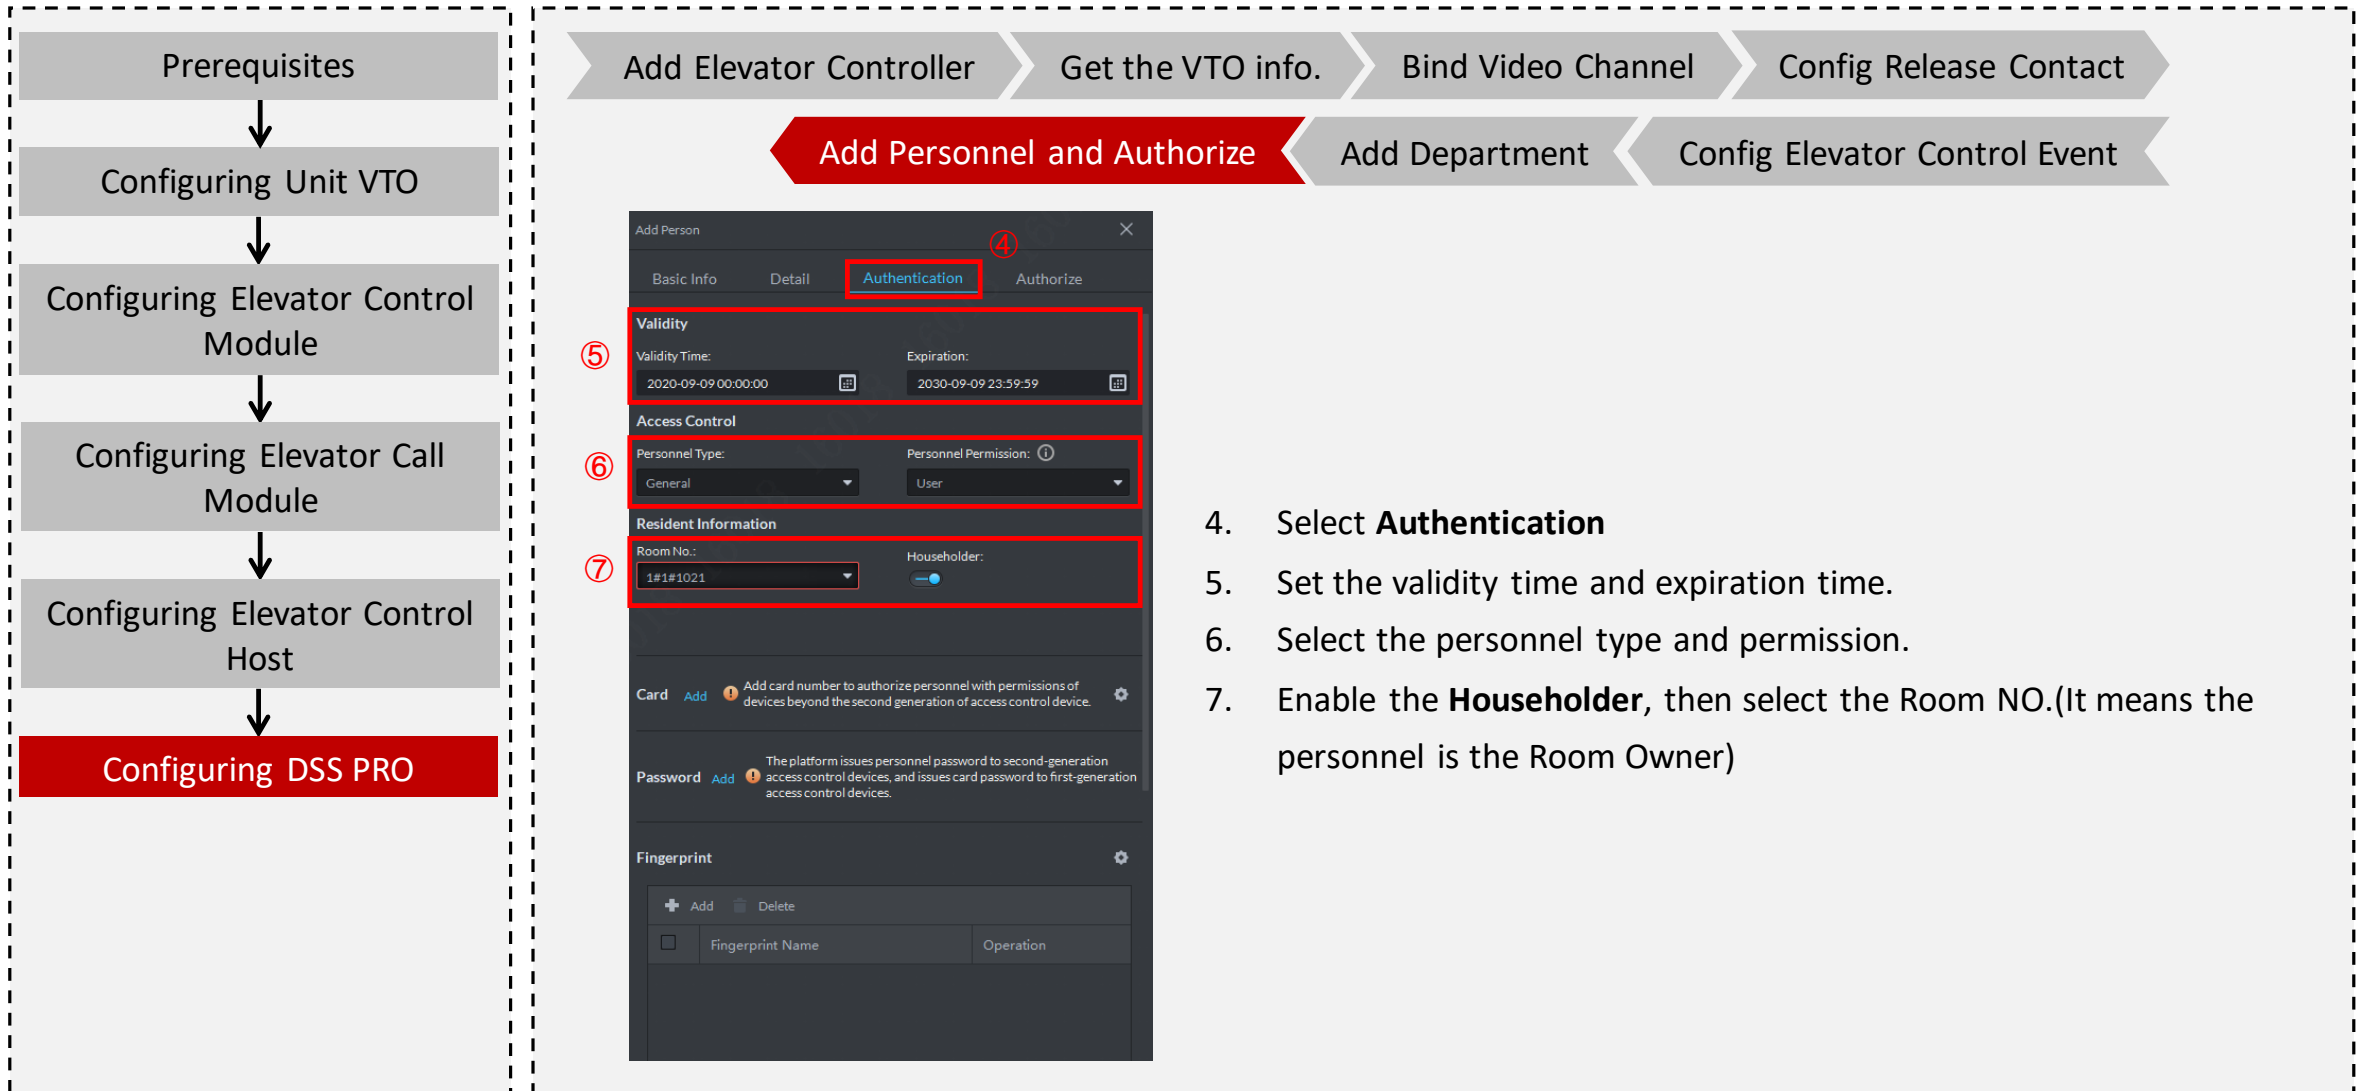 Prerequisites
Configuring Unit VTO
Configuring Elevator Control
Module
Configuring Elevator Call
Module
Configuring Elevator Control
Host
Configuring DSS PRO
Add Elevator Controller
Get the VTO info.
Bind Video Channel
Config Release Contact
Add Personnel and Authorize
Add Department
Config Elevator Control Event
Add Person
④
Basic Info
Detail
Authentication
Authorize
⑤
Validity
Validity Time:
Expiration:
2020-09-09 00:00:00
2030-09-09 23:59:59
Access Control
⑥
Personnel Type:
Personnel Permission:
General
User
Resident Information
⑦
Room No.:
Householder:
1#1#1021
Card Add Add card number to authorize personnel with permissions of
devices beyond the second generation of access control device.
The platform issues personnel password to second-generation
Password Add access control devices, and issues card password to first-generation
access control devices.
Fingerprint
Add Delete
Fingerprint Name
Operation
4. Select Authentication
5. Set the validity time and expiration time.
6. Select the personnel type and permission.
7. Enable the Householder, then select the Room NO.(It means the
personnel is the Room Owner)